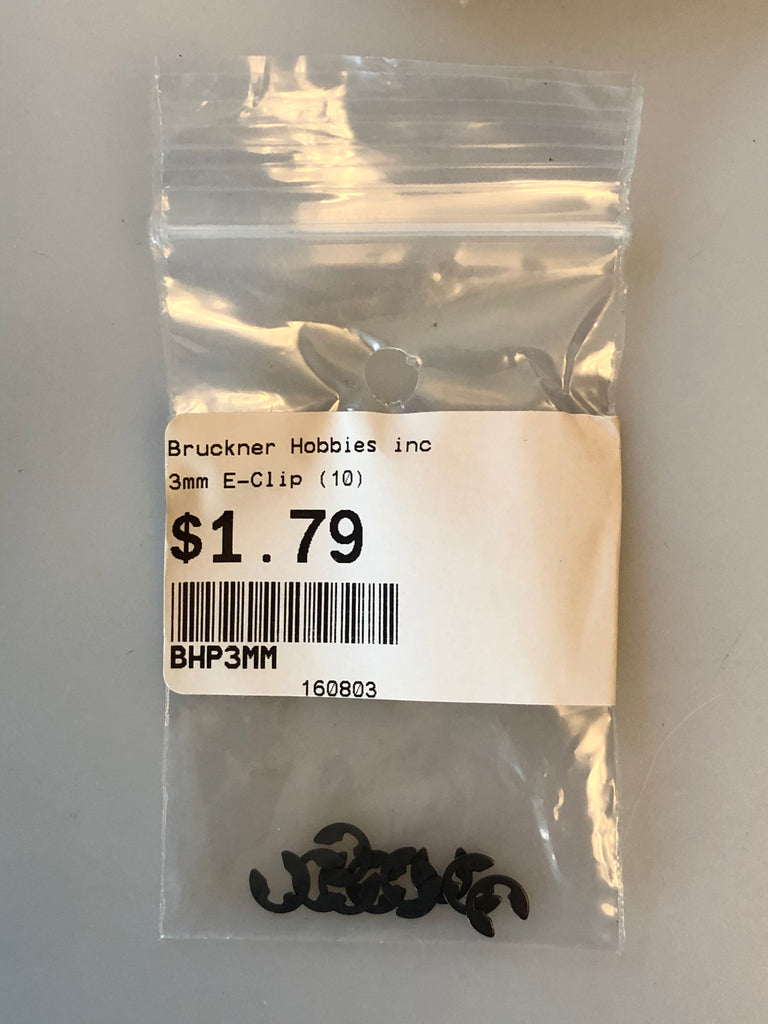 Bruckner Hobbies inc
3mm E-Clip (10)
$1.79
BHP3MM
160803